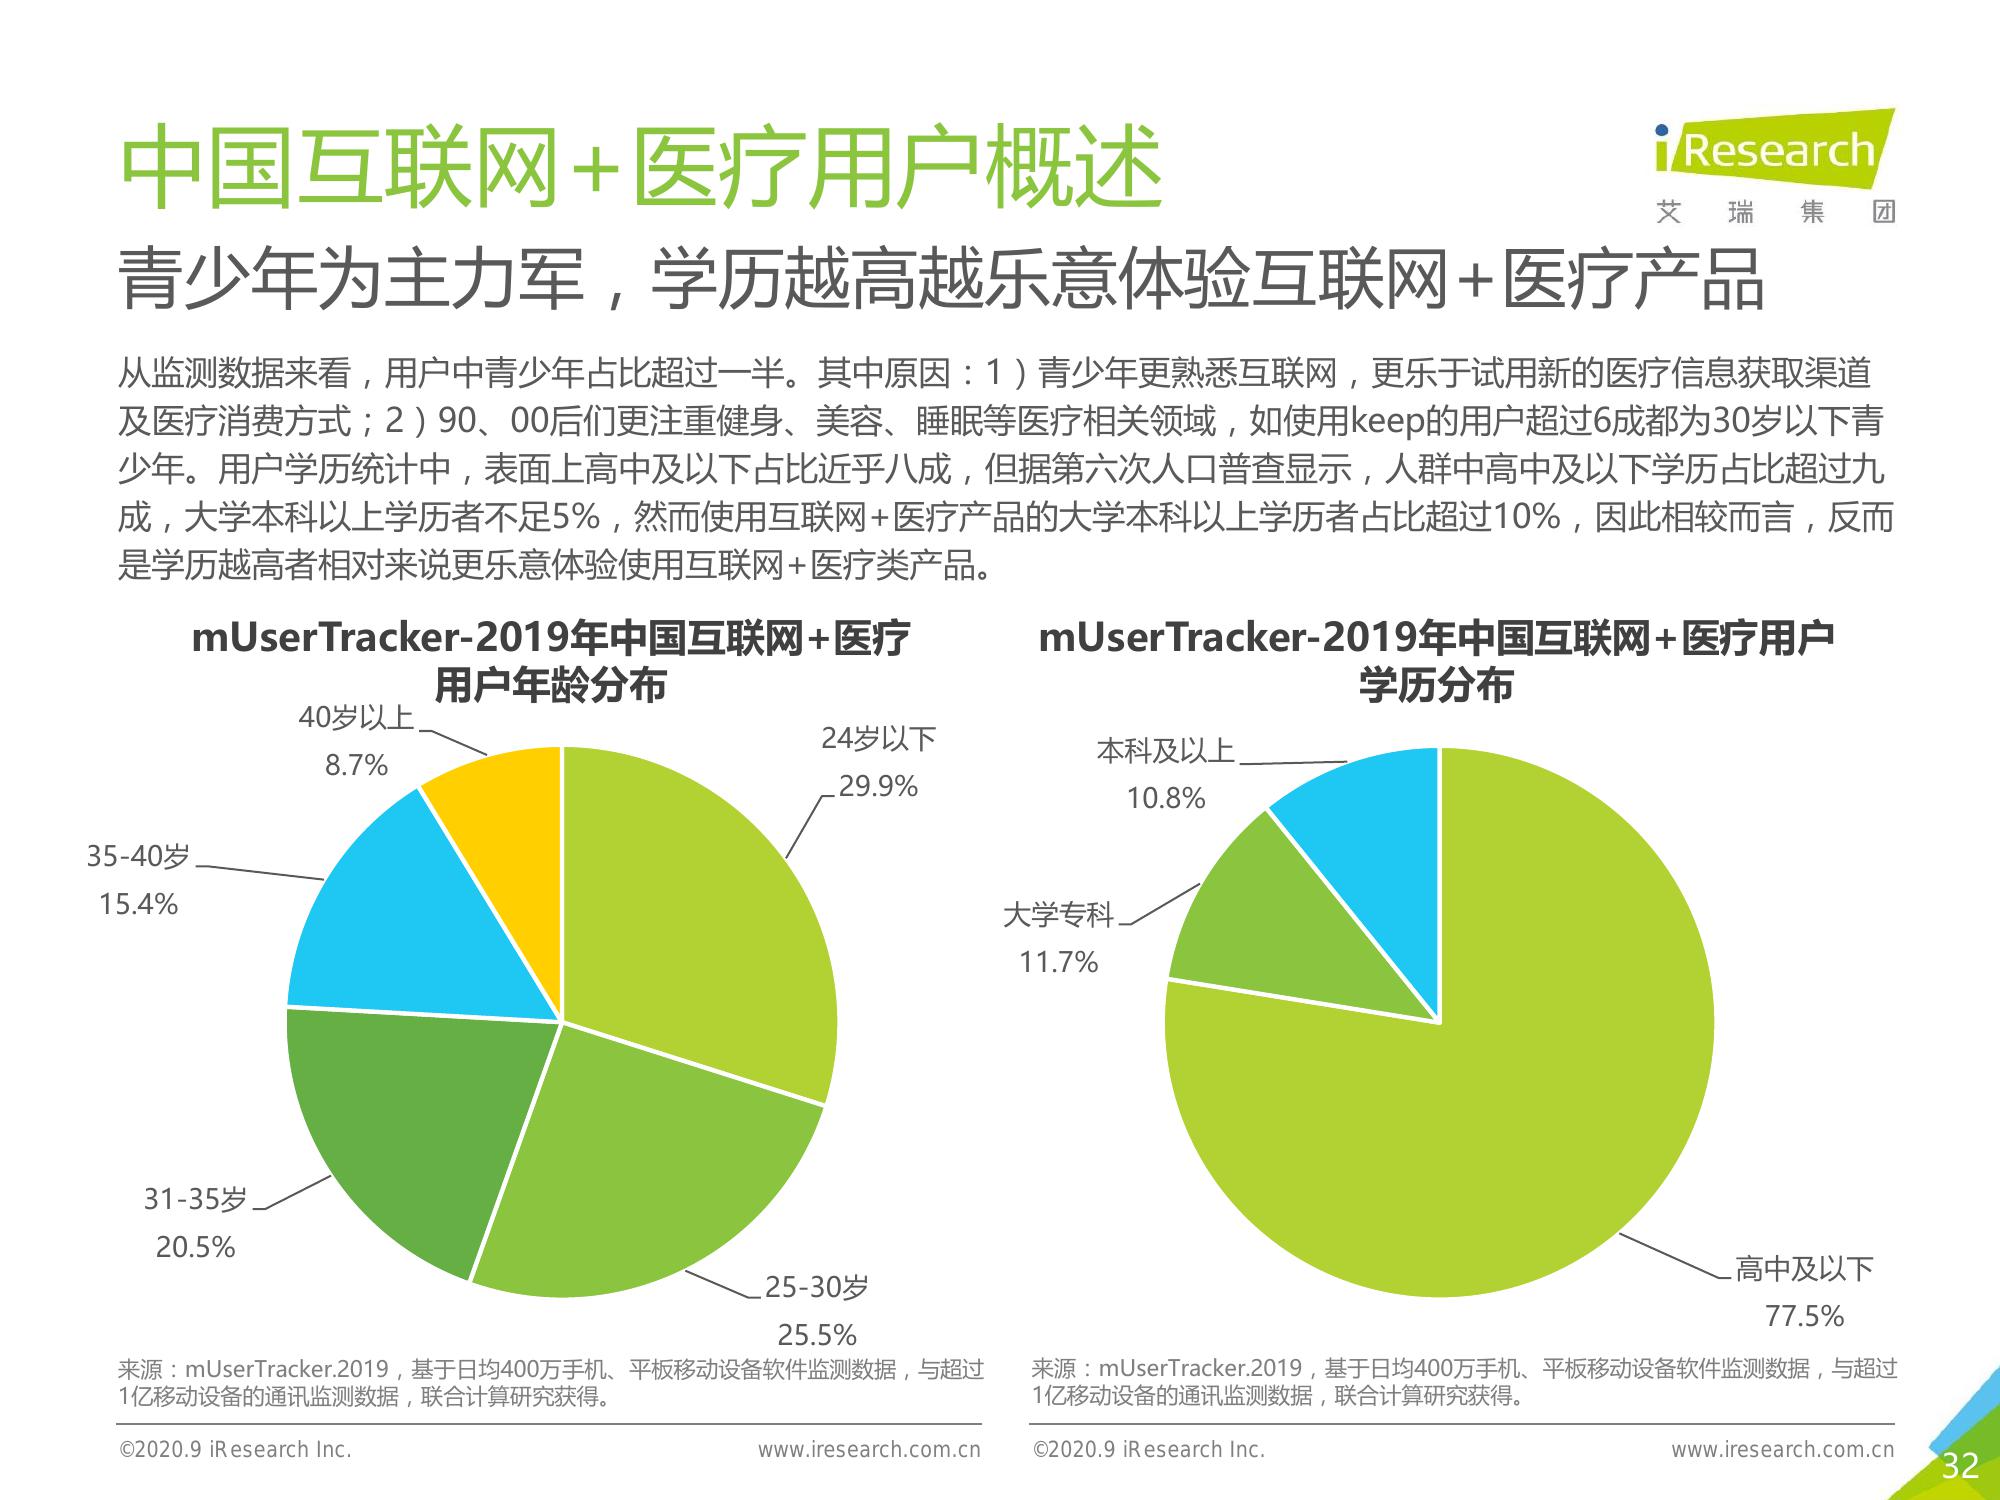 中国互联网+医疗用户概述
iResearch
艾 瑞 集 团
青少年为主力军，学历越高越乐意体验互联网+医疗产品
从监测数据来看，用户中青少年占比超过一半。其中原因：1）青少年更熟悉互联网，更乐于试用新的医疗信息获取渠道
及医疗消费方式；2）90、00后们更注重健身、美容、睡眠等医疗相关领域，如使用keep的用户超过6成都为30岁以下青
少年。用户学历统计中，表面上高中及以下占比近乎八成，但据第六次人口普查显示，人群中高中及以下学历占比超过九
成，大学本科以上学历者不足5%，然而使用互联网+医疗产品的大学本科以上学历者占比超过10%，因此相较而言，反而
是学历越高者相对来说更乐意体验使用互联网+医疗类产品。
mUserTracker-2019年中国互联网+医疗
用户年龄分布
40岁以上
8.7%
24岁以下
29.9%
35-40岁
15.4%
31-35岁
20.5%
25-30岁
25.5%
来源：mUserTracker.2019，基于日均400万手机、平板移动设备软件监测数据，与超过
1亿移动设备的通讯监测数据，联合计算研究获得。
©2020.9 iResearch Inc.
www.iresearch.com.cn
mUserTracker-2019年中国互联网+医疗用户
学历分布
本科及以上
10.8%
大学专科
11.7%
高中及以下
77.5%
来源：mUserTracker.2019，基于日均400万手机、平板移动设备软件监测数据，与超过
1亿移动设备的通讯监测数据，联合计算研究获得。
©2020.9 iResearch Inc.
www.iresearch.com.cn
32